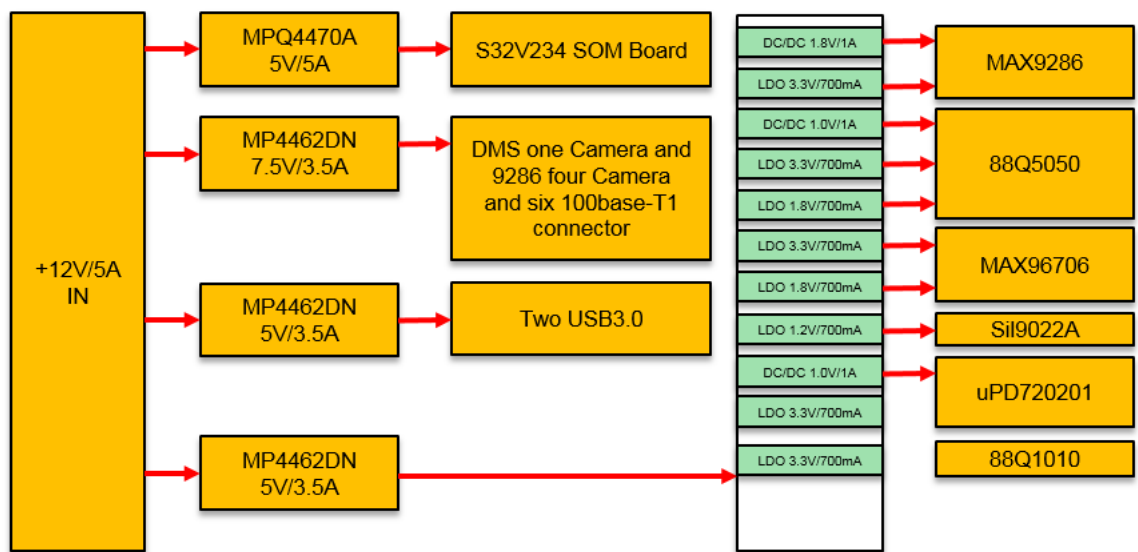 +12V/5A
IN
MPQ4470A
5V/5A
S32V234 SOM Board
MP4462DN
7.5V/3.5A
DMS one Camera and
9286 four Camera
and six 100base-T1
connector
MP4462DN
5V/3.5A
Two USB3.0
MP4462DN
5V/3.5A
DC/DC 1.8V/1A
LDO 3.3V/700mA
DC/DC 1.0V/1A
LDO 3.3V/700mA
LDO 1.8V/700mA
LDO 3.3V/700mA
LDO 1.8V/700mA
LDO 1.2V/700mA
DC/DC 1.0V/1A
LDO 3.3V/700mA
LDO 3.3V/700mA
MAX9286
88Q5050
MAX96706
SiI9022A
uPD720201
88Q1010